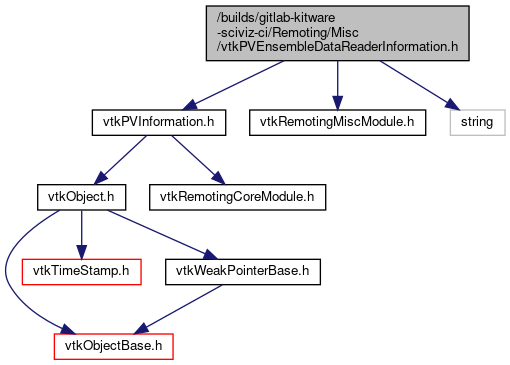 /builds/gitlab-kitware
-sciviz-ci/Remoting/Misc
/vtkPVEnsembleDataReaderInformation.h
vtkPVInformation.h
vtkRemotingMiscModule.h
string
vtkObject.h
vtkRemotingCoreModule.h
vtkTimeStamp.h
vtkWeakPointerBase.h
vtkObjectBase.h